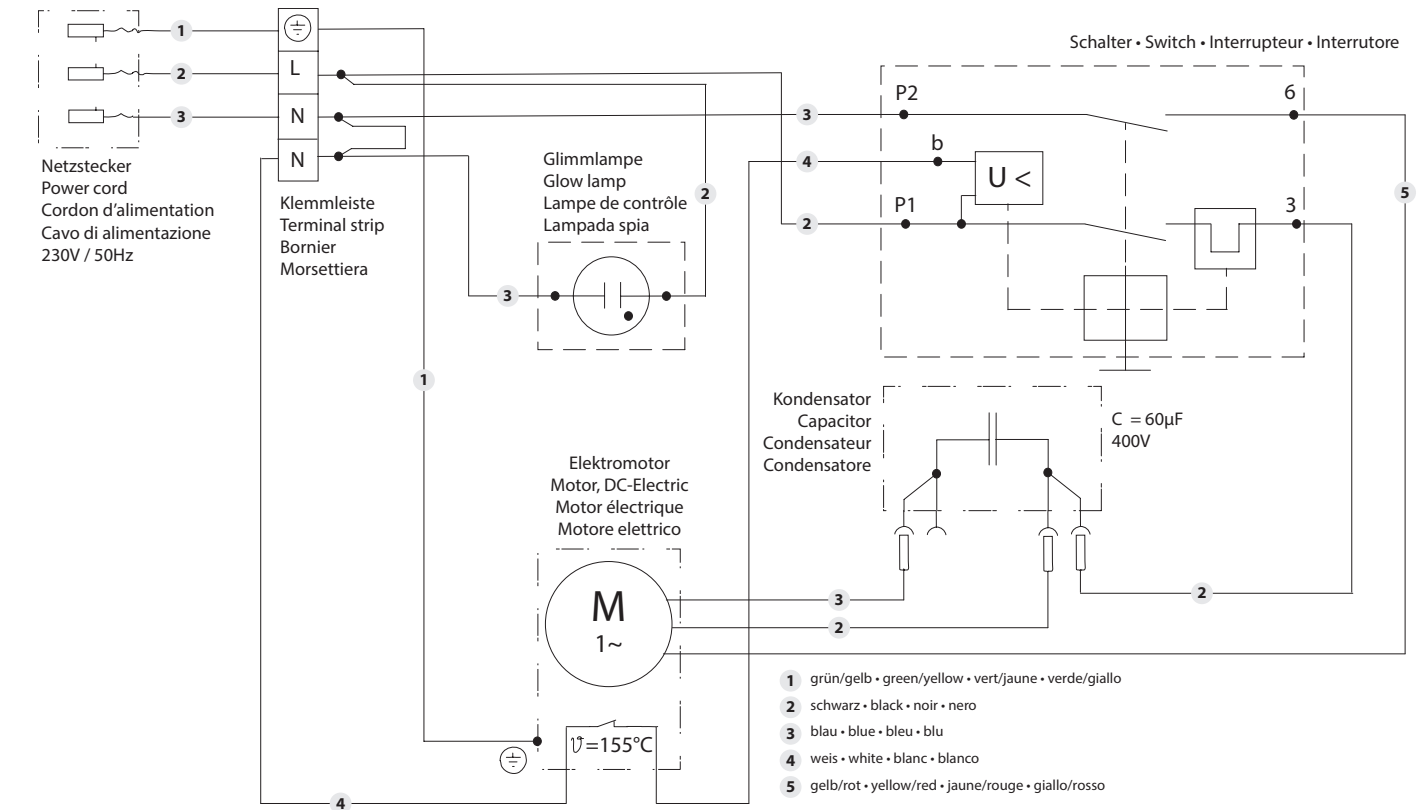 Schalter • Switch • Interrupteur • Interrutore
1
2
3
L
N
N
Netzstecker
Power cord
Cordon d'alimentation
Cavo di alimentazione
230V / 50Hz
Klemmleiste
Terminal strip
Bornier
Morsettiera
Glimmlampe
Glow lamp
Lampe de contrôle
Lampada spia
2
3
3
4
2
P2
6
b
U <
P1
3
5
1
Kondensator
Capacitor
Condensateur
Condensatore
C = 60µF
400V
Elektromotor
Motor, DC-Electric
Motor électrique
Motore elettrico
M
1~
3
2
2
ϑ=155°C
4
1 grün/gelb • green/yellow • vert/jaune • verde/giallo
2 schwarz • black • noir • nero
3 blau • blue • bleu • blu
4 weis • white • blanc • blanco
5 gelb/rot • yellow/red • jaune/rouge • giallo/rosso